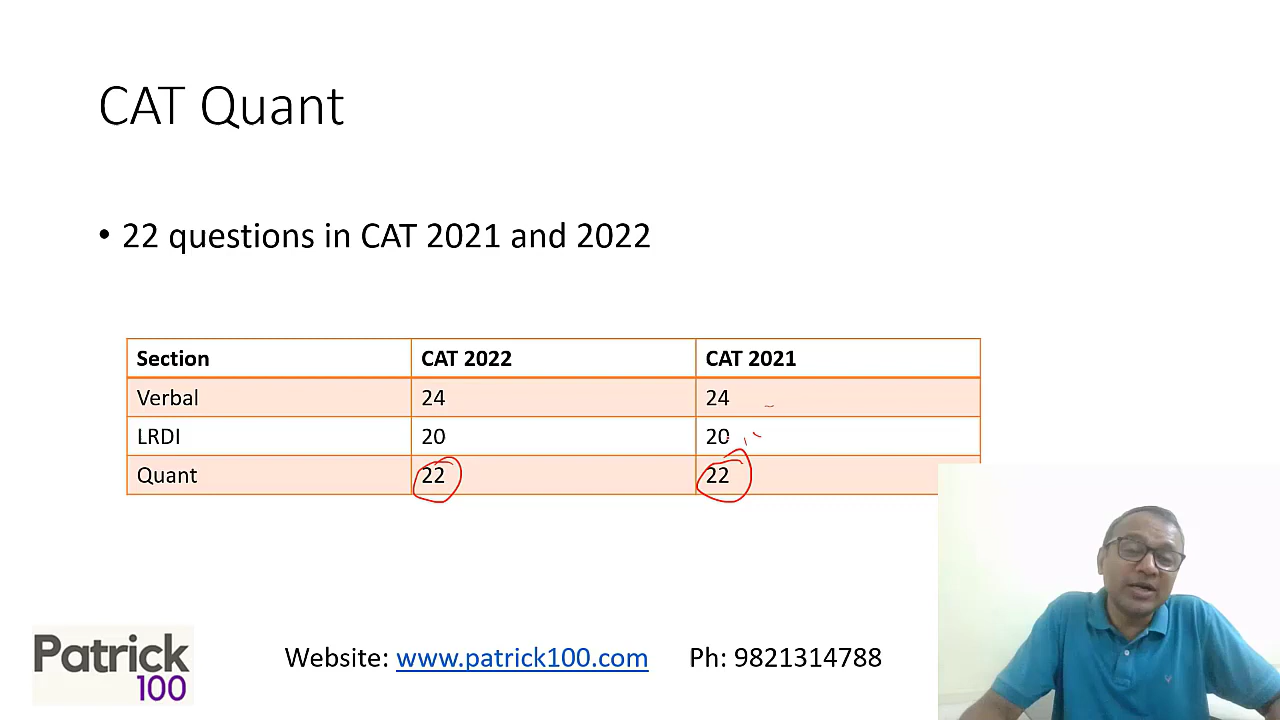 CAT Quant
• 22 questions in CAT 2021 and 2022
Section CAT 2022 CAT 2021
Verbal 24 24
LRDI 20 20
Quant 22 22
Patrick
100
Website: www.patrick100.com Ph: 9821314788